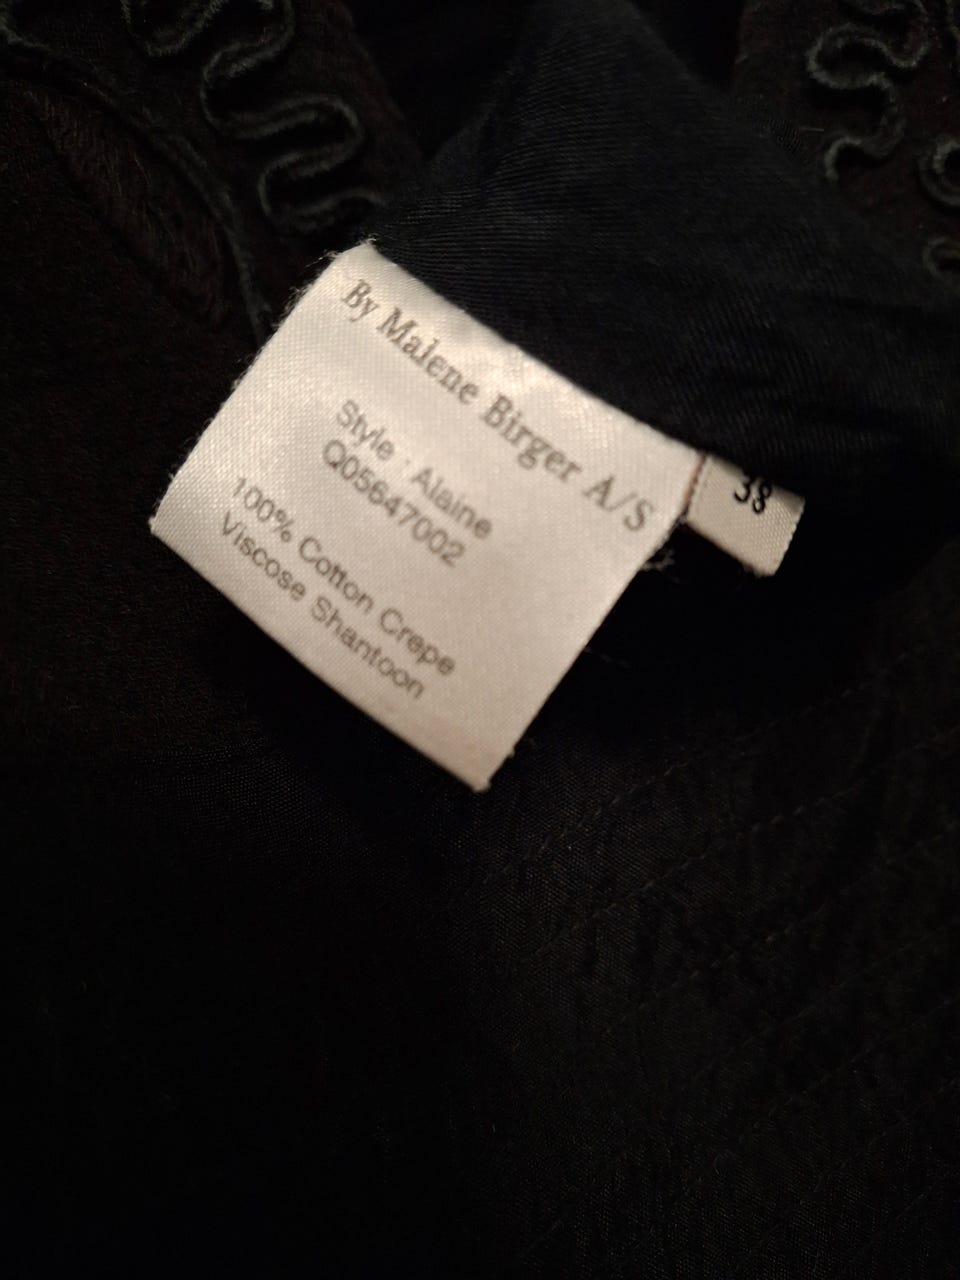 By Malene Birger A/S
Style · Alaine
Q05647002
100% Cotton Crepe
Viscose Shantoon
38